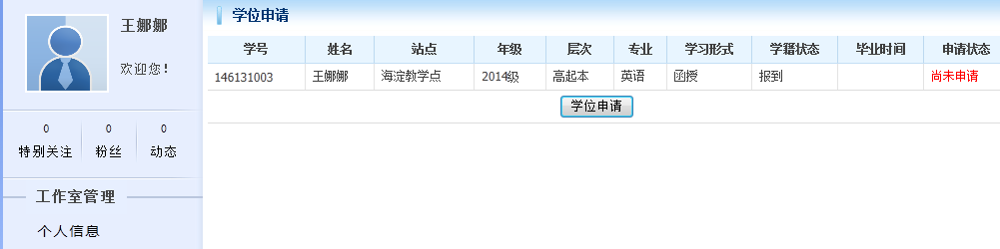 王娜娜
欢迎您！
0 0 0
特别关注 粉丝 动态
工作室管理
个人信息
学位申请
学号 姓名 站点 年级 层次 专业 学习形式 学籍状态 毕业时间 申请状态
146131003 王娜娜 海淀教学点 2014级 高起本 英语 函授 报到 尚未申请
学位申请